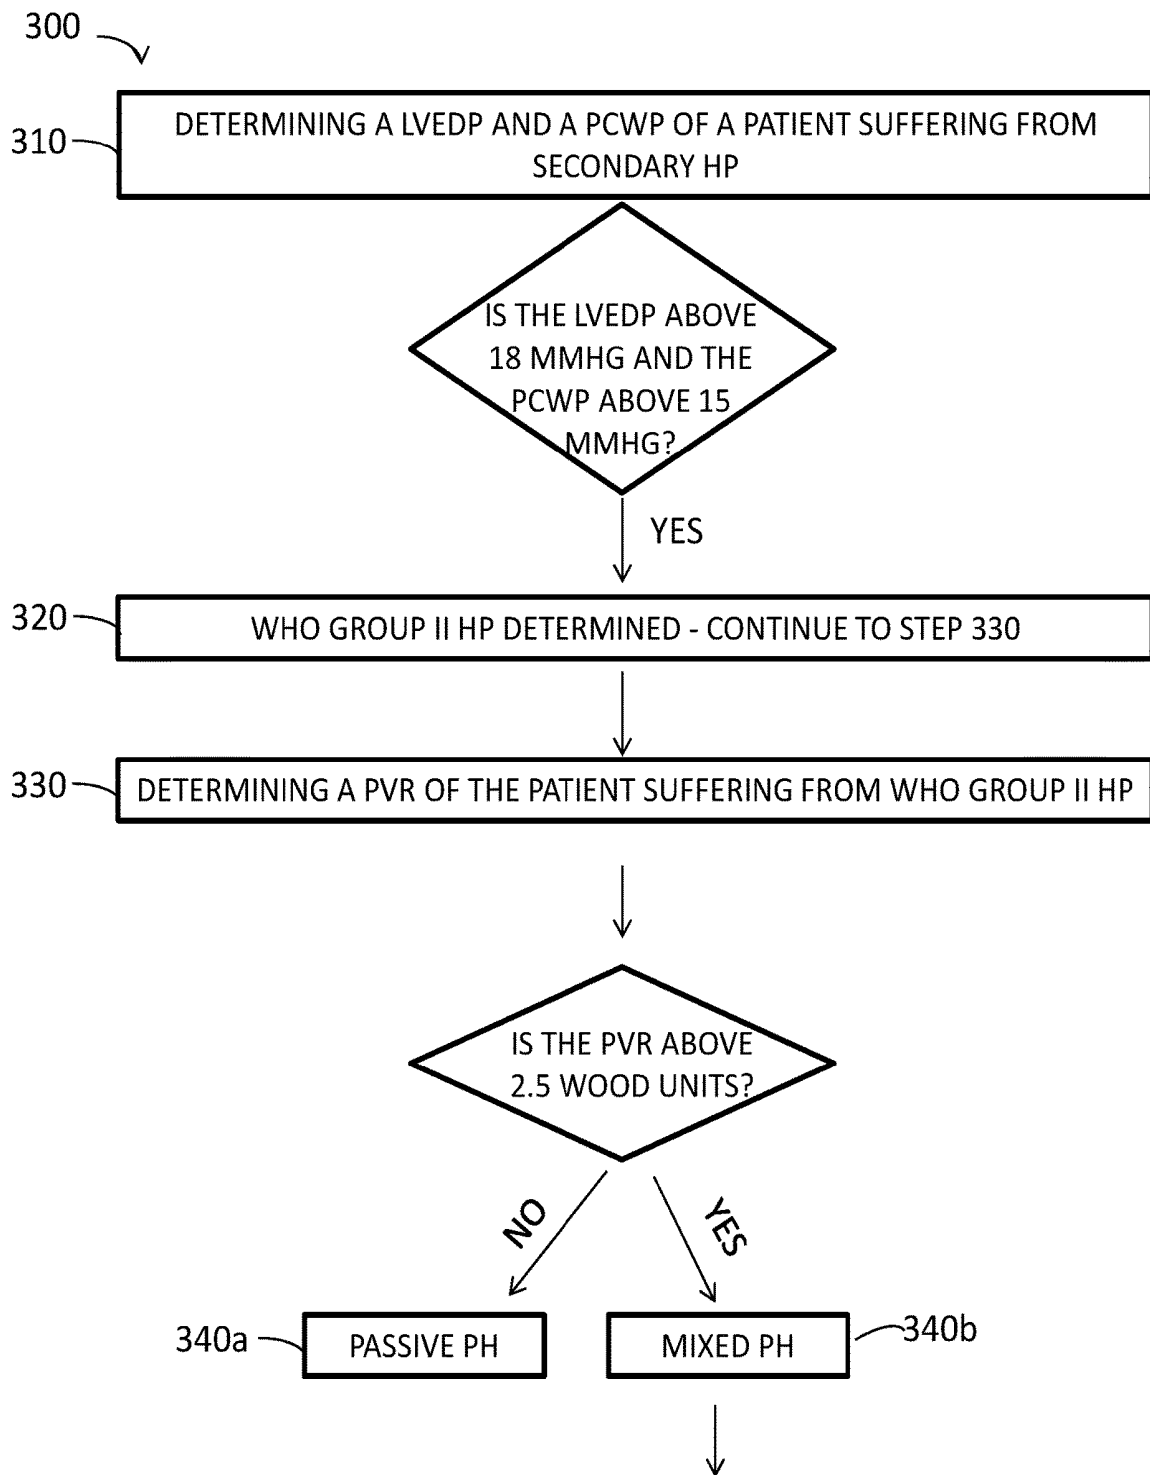 300
310
DETERMINING A LVEDP AND A PCWP OF A PATIENT SUFFERING FROM
SECONDARY HP
IS THE LVEDP ABOVE
18 MMHG AND THE
PCWP ABOVE 15
MMHG?
YES
320
WHO GROUP II HP DETERMINED - CONTINUE TO STEP 330
330
DETERMINING A PVR OF THE PATIENT SUFFERING FROM WHO GROUP II HP
IS THE PVR ABOVE
2.5 WOOD UNITS?
NO
YES
340a
PASSIVE PH
MIXED PH
340b